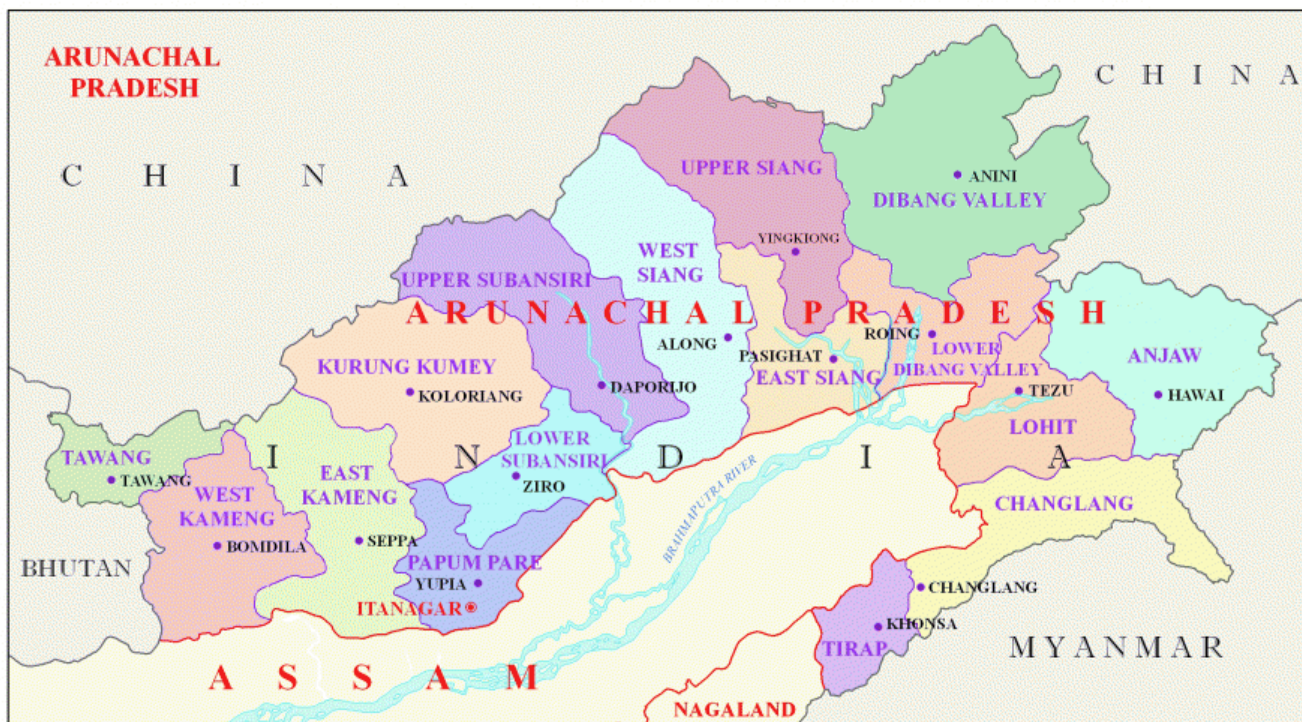 ARUNACHAL
PRADESH
C H I N A
C H I N A
UPPER SIANG
ANINI
DIBANG VALLEY
YINGKIONG
WEST
SIANG
UPPER SUBANSIRI
A R U N A C H A L P R A D E S H
ROING
ALONG
PASIGHAT
LOWER
DIBANG VALLEY
EAST SIANG
ANJAW
KURUNG KUMEY
KOLORIANG
DAPORIJO
TEZU
HAWAI
LOHIT
LOWER
SUBANSIRI
I N D I A
TAWANG
TAWANG
EAST
KAMENG
ZIRO
WEST
KAMENG
CHANGLANG
BRAHMAPUTRA RIVER
BOMDILA
SEPPA
BHUTAN
PAPUM PARE
YUPIA
ITANAGAR
CHANGLANG
KHONSA
TIRAP
MYANMAR
A S S A M
NAGALAND